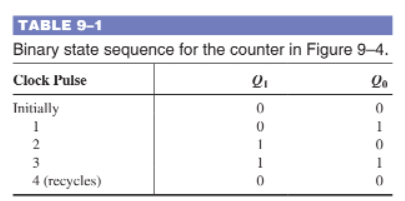 TABLE 9–1
Binary state sequence for the counter in Figure 9–4.
Clock Pulse Q1 Q0
Initially 0 0
1 0 1
2 1 0
3 1 1
4 (recycles) 0 0